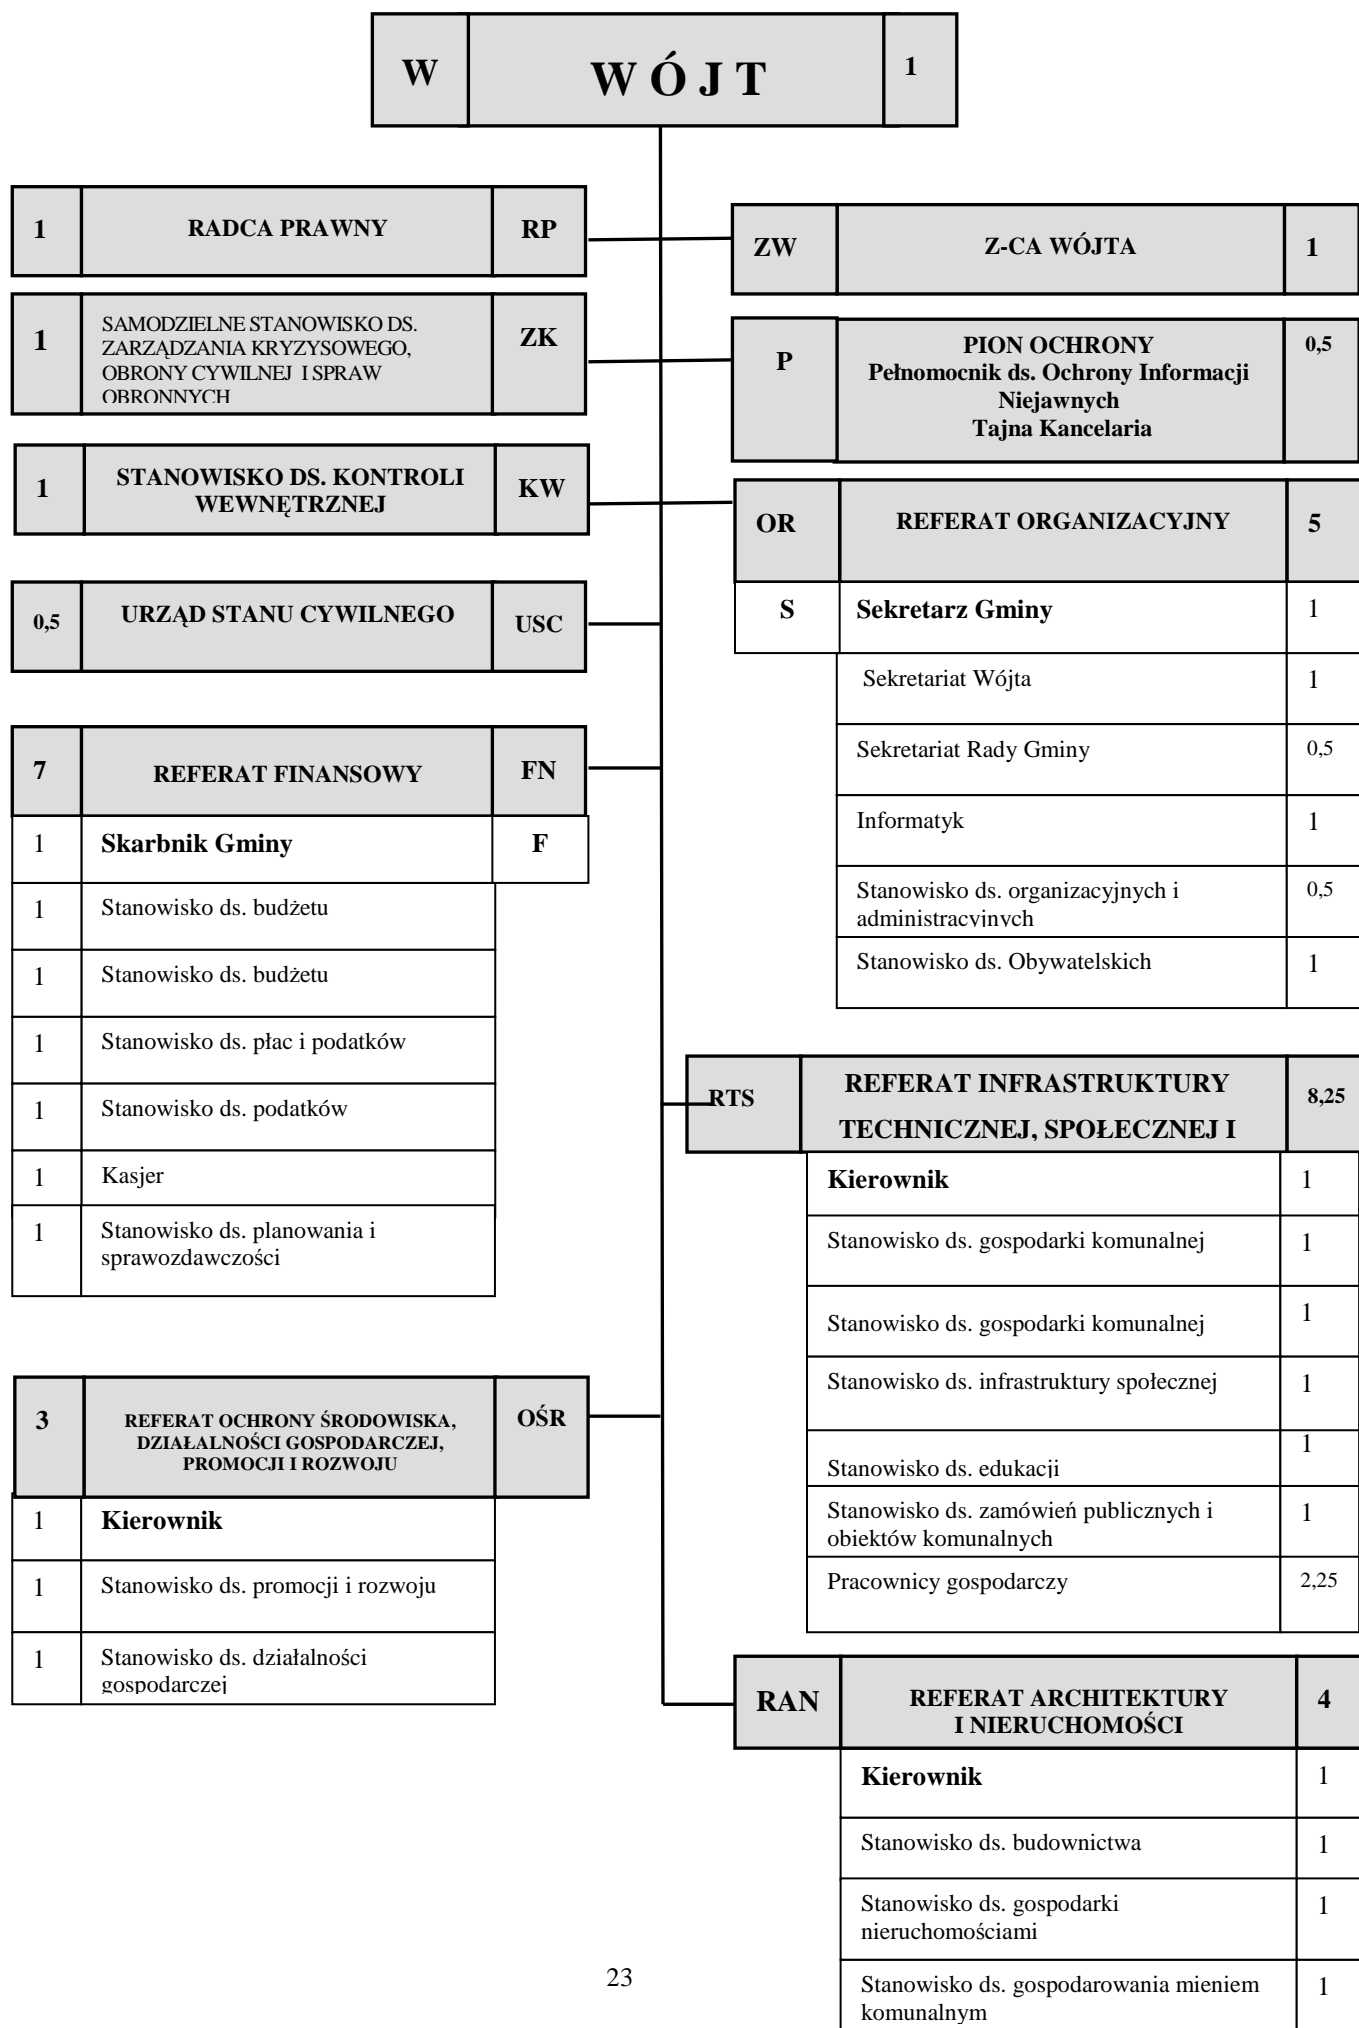 W
W Ó J T
1
1
RADCA PRAWNY
RP
1
SAMODZIELNE STANOWISKO DS.
ZARZĄDZANIA KRYZYSOWEGO,
OBRONY CYWILNEJ I SPRAW
OBRONNYCH
ZK
1
STANOWISKO DS. KONTROLI
WEWNĘTRZNEJ
KW
0,5
URZĄD STANU CYWILNEGO
USC
7
REFERAT FINANSOWY
FN
1
Skarbnik Gminy
F
1
Stanowisko ds. budżetu
1
Stanowisko ds. budżetu
1
Stanowisko ds. płac i podatków
1
Stanowisko ds. podatków
1
Kasjer
1
Stanowisko ds. planowania i
sprawozdawczości
3
REFERAT OCHRONY ŚRODOWISKA,
DZIAŁALNOŚCI GOSPODARCZEJ,
PROMOCJI I ROZWOJU
OŚR
1
Kierownik
1
Stanowisko ds. promocji i rozwoju
1
Stanowisko ds. działalności
gospodarczej
ZW
Z-CA WÓJTA
1
P
PION OCHRONY
Pełnomocnik ds. Ochrony Informacji
Niejawnych
Tajna Kancelaria
0,5
OR
REFERAT ORGANIZACYJNY
5
S
Sekretarz Gminy
1
Sekretariat Wójta
1
Sekretariat Rady Gminy
0,5
Informatyk
1
Stanowisko ds. organizacyjnych i
administracyjnych
0,5
Stanowisko ds. Obywatelskich
1
RTS
REFERAT INFRASTRUKTURY
TECHNICZNEJ, SPOŁECZNEJ I
8,25
Kierownik
1
Stanowisko ds. gospodarki komunalnej
1
Stanowisko ds. gospodarki komunalnej
1
Stanowisko ds. infrastruktury społecznej
1
Stanowisko ds. edukacji
1
Stanowisko ds. zamówień publicznych i
obiektów komunalnych
1
Pracownicy gospodarczy
2,25
RAN
REFERAT ARCHITEKTURY
I NIERUCHOMOŚCI
4
Kierownik
1
Stanowisko ds. budownictwa
1
Stanowisko ds. gospodarki
nieruchomościami
1
Stanowisko ds. gospodarowania mieniem
komunalnym
1
23